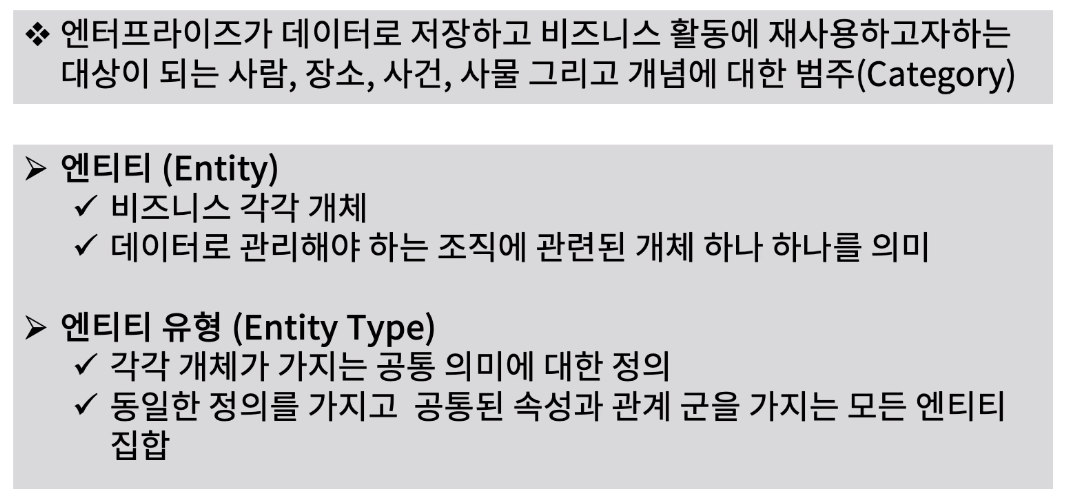 ❖ 엔터프라이즈가 데이터로 저장하고 비즈니스 활동에 재사용하고자하는
대상이 되는 사람, 장소, 사건, 사물 그리고 개념에 대한 범주(Category)
➢ 엔티티 (Entity)
✓ 비즈니스 각각 개체
✓ 데이터로 관리해야 하는 조직에 관련된 개체 하나 하나를 의미
➢ 엔티티 유형 (Entity Type)
✓ 각각 개체가 가지는 공통 의미에 대한 정의
✓ 동일한 정의를 가지고  공통된 속성과 관계 군을 가지는 모든 엔티티
집합